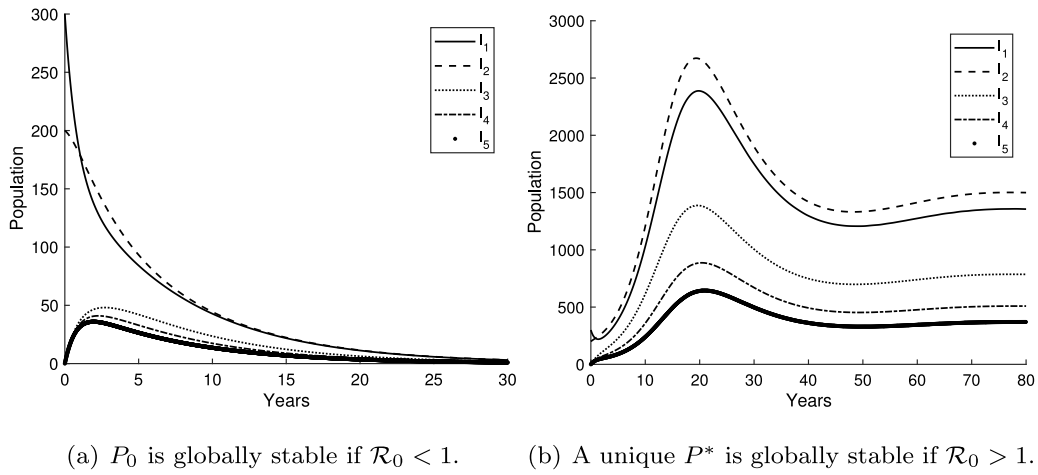 300
250
200
150
100
50
0
Population
0 5 10 15 20 25 30
Years
I₁
I₂
I₃
I₄
I₅
3000
2500
2000
1500
1000
500
0
Population
0 10 20 30 40 50 60 70 80
Years
I₁
I₂
I₃
I₄
I₅
(a) P₀ is globally stable if ℛ₀ < 1.
(b) A unique P* is globally stable if ℛ₀ > 1.